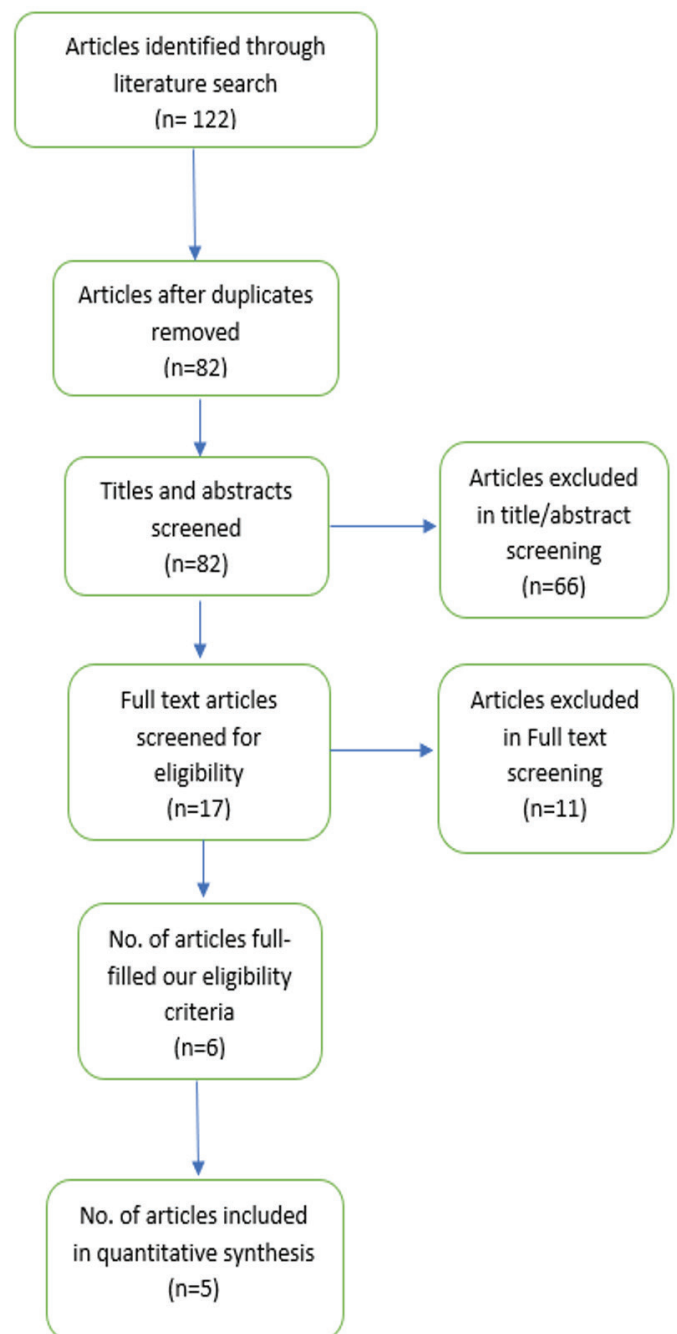 Articles identified through
literature search
(n= 122)
Articles after duplicates
removed
(n=82)
Titles and abstracts
screened
(n=82)
Articles excluded
in title/abstract
screening
(n=66)
Full text articles
screened for
eligibility
(n=17)
Articles excluded
in Full text
screening
(n=11)
No. of articles full-
filled our eligibility
criteria
(n=6)
No. of articles included
in quantitative synthesis
(n=5)